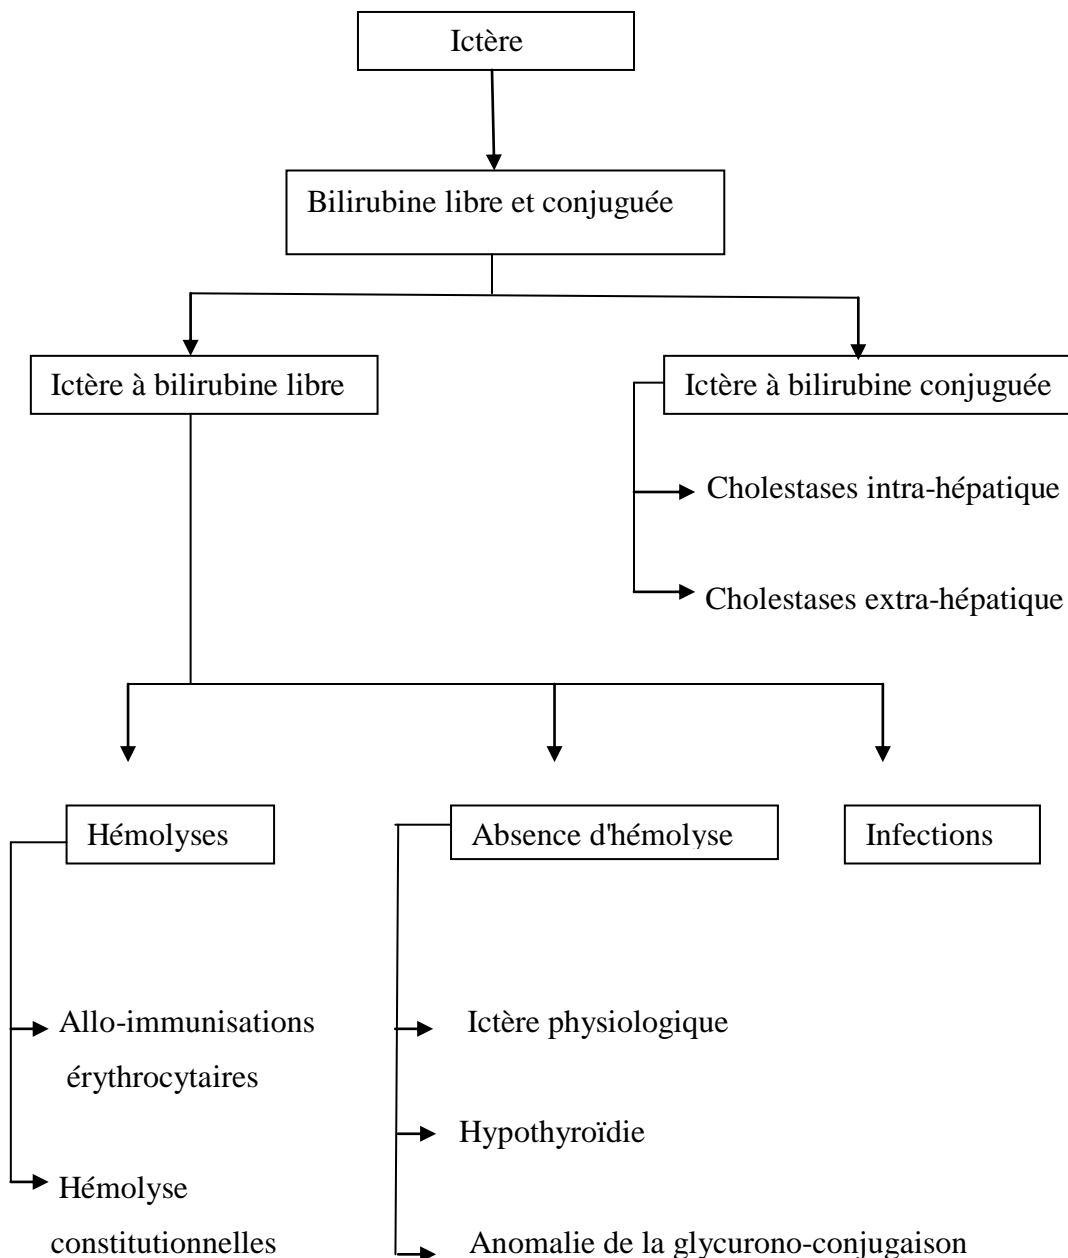 Ictère
Bilirubine libre et conjuguée
Ictère à bilirubine libre
Ictère à bilirubine conjuguée
Cholestases intra-hépatique
Cholestases extra-hépatique
Hémolyses
Absence d'hémolyse
Infections
Allo-immunisations
érythrocytaires
Hémolyse
constitutionnelles
Ictère physiologique
Hypothyroïdie
Anomalie de la glycurono-conjugaison